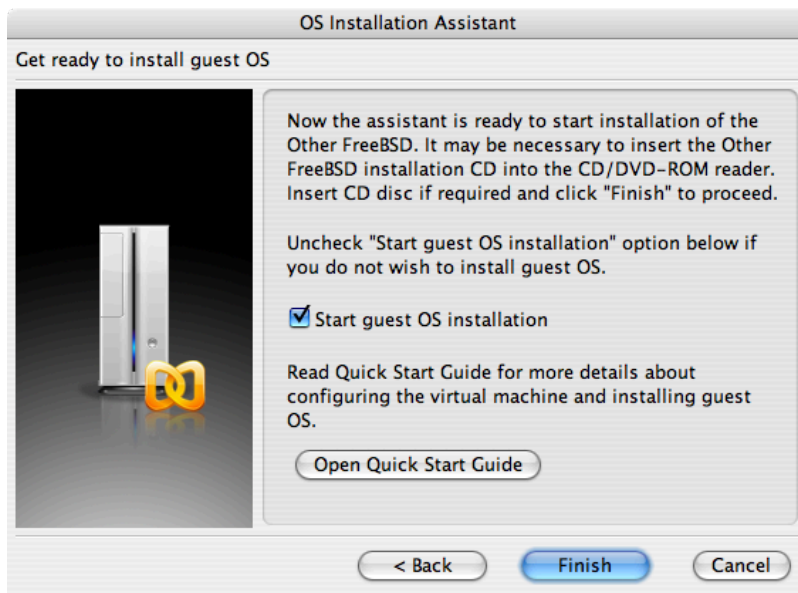 OS Installation Assistant
Get ready to install guest OS
Now the assistant is ready to start installation of the
Other FreeBSD. It may be necessary to insert the Other
FreeBSD installation CD into the CD/DVD-ROM reader.
Insert CD disc if required and click "Finish" to proceed.
Uncheck "Start guest OS installation" option below if
you do not wish to install guest OS.
Start guest OS installation
Read Quick Start Guide for more details about
configuring the virtual machine and installing guest
OS.
Open Quick Start Guide
< Back
Finish
Cancel